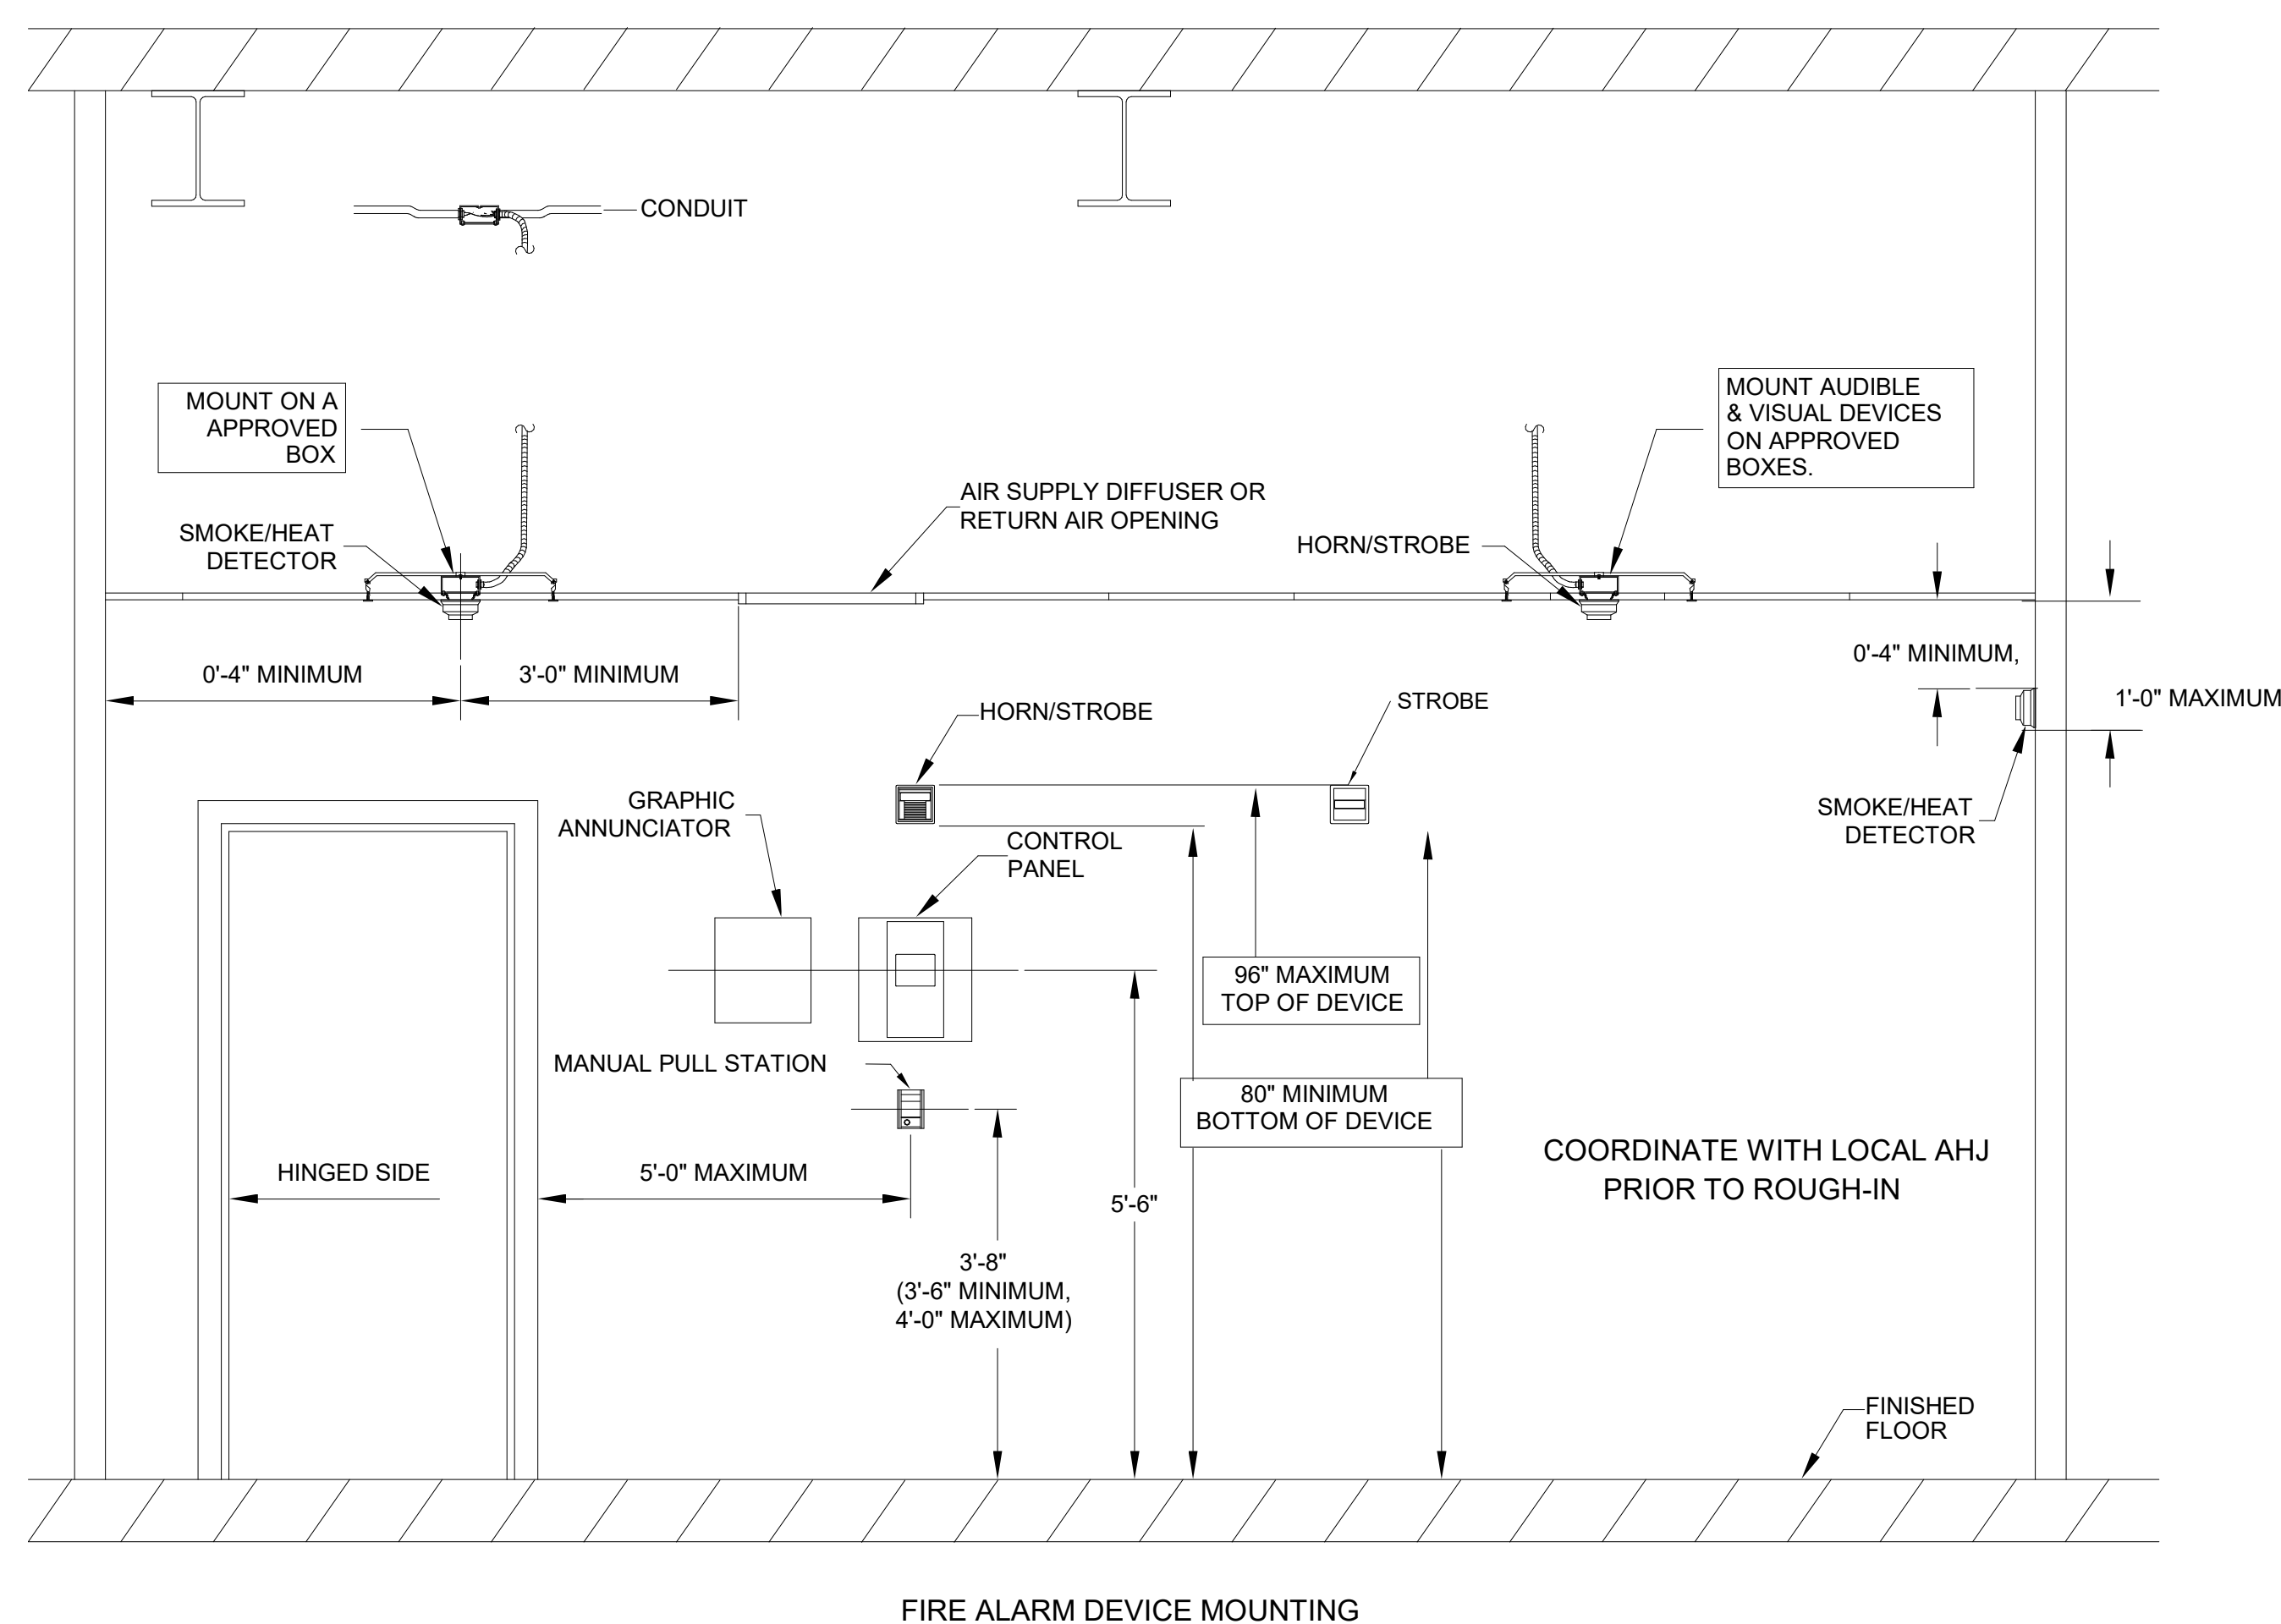 CONDUIT
MOUNT ON A
APPROVED
BOX
MOUNT AUDIBLE
& VISUAL DEVICES
ON APPROVED
BOXES.
AIR SUPPLY DIFFUSER OR
RETURN AIR OPENING
SMOKE/HEAT
DETECTOR
HORN/STROBE
0'-4" MINIMUM
3'-0" MINIMUM
0'-4" MINIMUM,
1'-0" MAXIMUM
HORN/STROBE
STROBE
GRAPHIC
ANNUNCIATOR
CONTROL
PANEL
SMOKE/HEAT
DETECTOR
96" MAXIMUM
TOP OF DEVICE
MANUAL PULL STATION
80" MINIMUM
BOTTOM OF DEVICE
COORDINATE WITH LOCAL AHJ
PRIOR TO ROUGH-IN
HINGED SIDE
5'-0" MAXIMUM
5'-6"
3'-8"
(3'-6" MINIMUM,
4'-0" MAXIMUM)
FINISHED
FLOOR
FIRE ALARM DEVICE MOUNTING